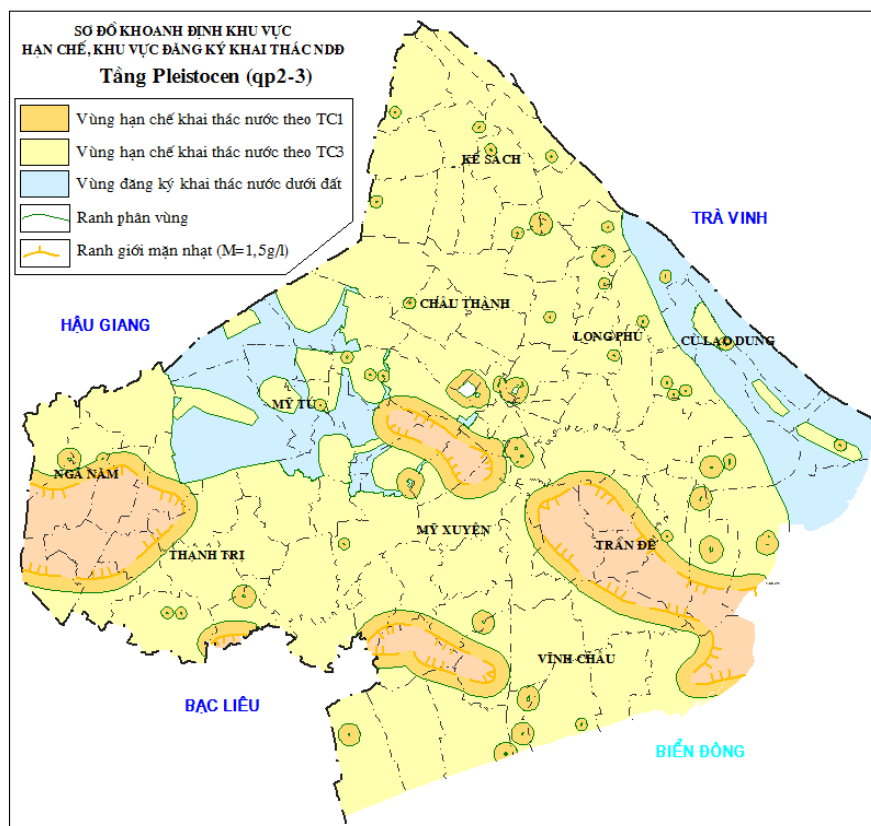 SƠ ĐỒ KHOANH ĐỊNH KHU VỰC
HẠN CHẾ, KHU VỰC ĐĂNG KÝ KHAI THÁC NDĐ
Tầng Pleistocen (qp2-3)
Vùng hạn chế khai thác nước theo TC1
Vùng hạn chế khai thác nước theo TC3
Vùng đăng ký khai thác nước dưới đất
Ranh phân vùng
Ranh giới mặn nhạt (M=1,5g/l)
KẾ SÁCH
TRÀ VINH
HẬU GIANG
CHÂU THÀNH
LONG PHÚ
CÙ LAO DUNG
MỸ TÚ
NGÃ NĂM
MỸ XUYÊN
TRẦN ĐỀ
THẠNH TRỊ
VĨNH CHÂU
BẠC LIÊU
BIỂN ĐÔNG